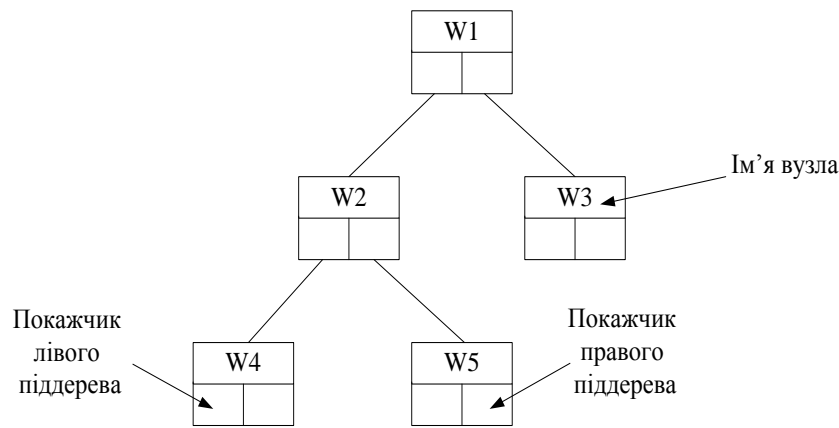 W1
Ім’я вузла
W2
W3
Покажчик
лівого
піддерева
Покажчик
правого
піддерева
W4
W5